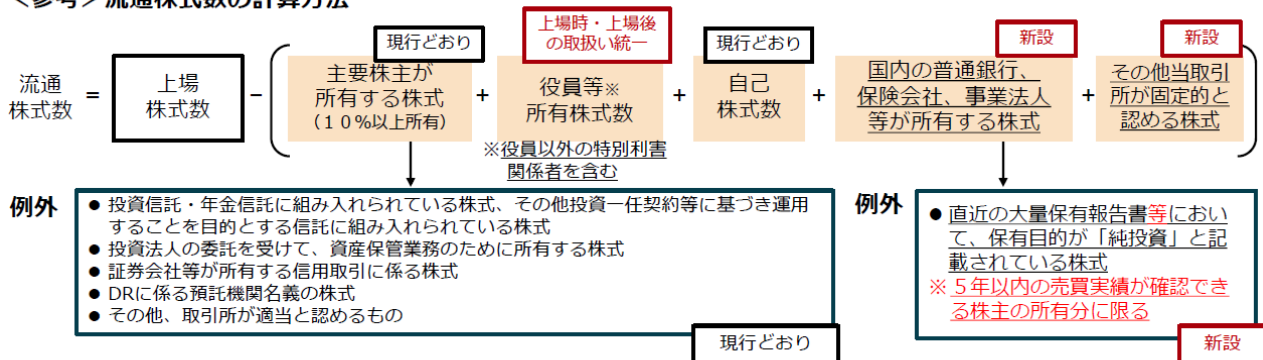 ＜参考＞流通株式数の計算方法
現行どおり
上場時・上場後
の取扱い統一
現行どおり
新設
新設
流通
株式数
=
上場
株式数
－
主要株主が
所有する株式
（１０％以上所有）
+
役員等※
所有株式数
+
自己
株式数
+
国内の普通銀行、
保険会社、事業法人
等が所有する株式
+
その他当取引
所が固定的と
認める株式
※役員以外の特別利害
関係者を含む
例外
● 投資信託・年金信託に組み入れられている株式、その他投資一任契約等に基づき運用
することを目的とする信託に組み入れられている株式
● 投資法人の委託を受けて、資産保管業務のために所有する株式
● 証券会社等が所有する信用取引に係る株式
● DRに係る預託機関名義の株式
● その他、取引所が適当と認めるもの
現行どおり
例外
● 直近の大量保有報告書等におい
て、保有目的が「純投資」と記
載されている株式
※ ５年以内の売買実績が確認でき
る株主の所有分に限る
新設